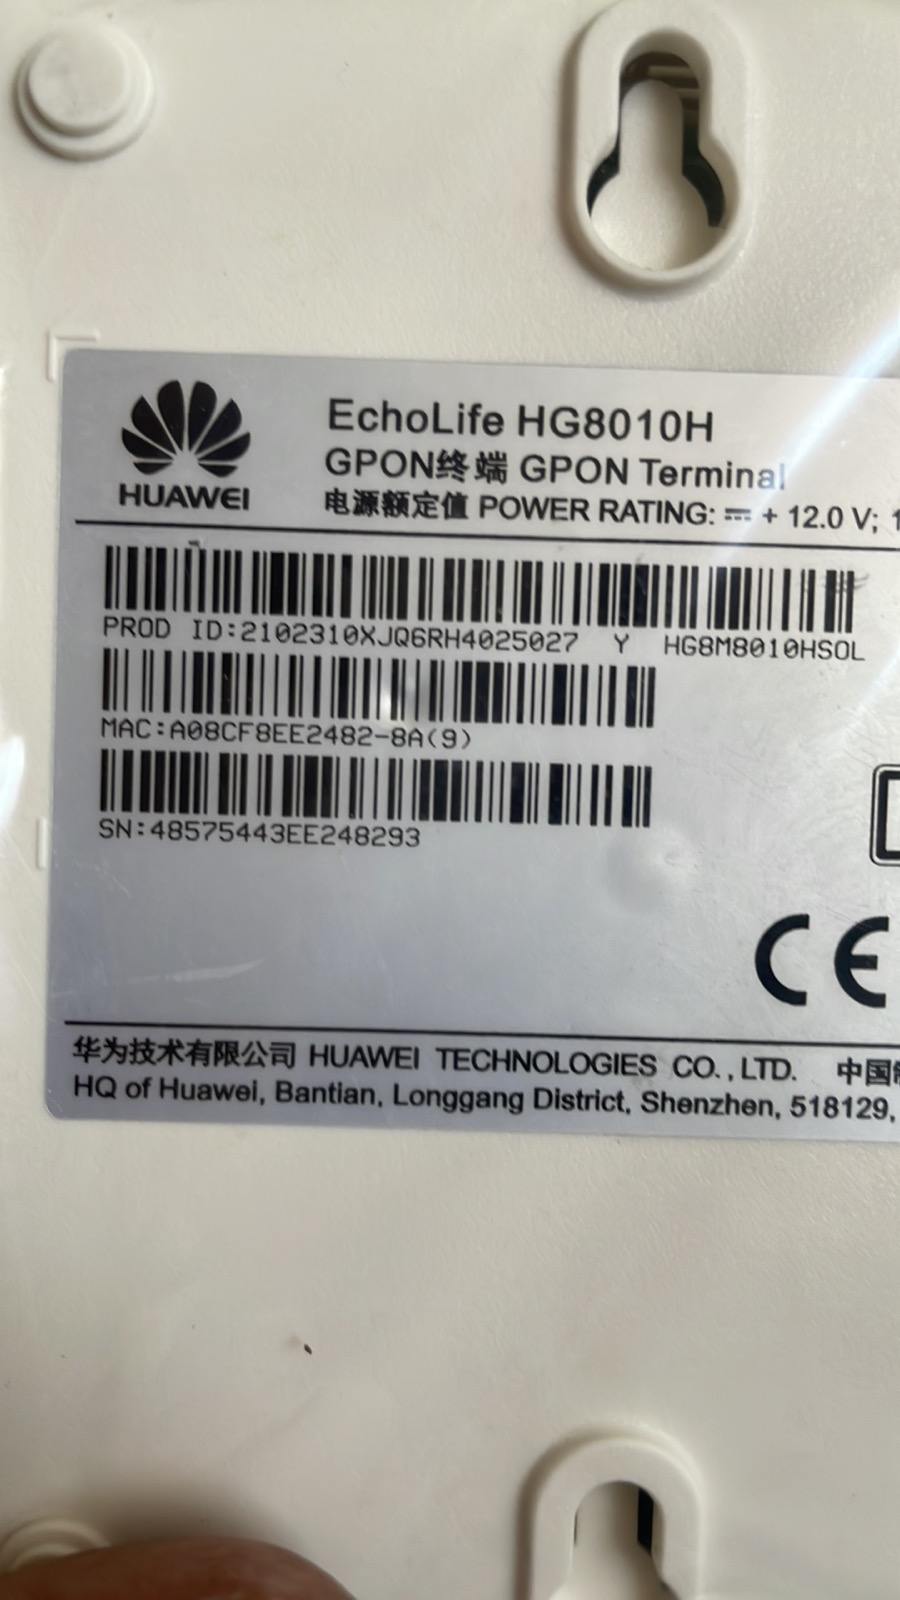 HUAWEI
EchoLife HG8010H
GPON终端 GPON Terminal
电源额定值 POWER RATING: ⎓ + 12.0 V;
PROD ID:2102310XJQ6RH4025027 Y HG8M8010HSOL
MAC:A08CF8EE2482-8A(9)
SN:48575443EE248293
CE
华为技术有限公司 HUAWEI TECHNOLOGIES CO.,LTD. 中国
HQ of Huawei, Bantian, Longgang District, Shenzhen, 518129,